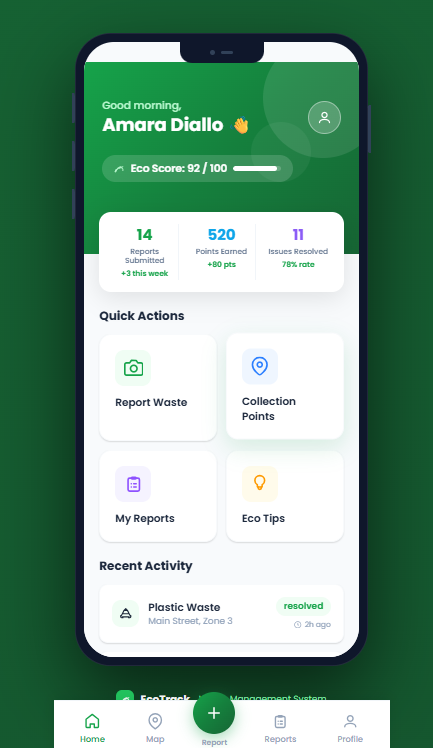 Good morning,
Amara Diallo 👋
Eco Score: 92 / 100
14
Reports
Submitted
+3 this week
520
Points Earned
+80 pts
11
Issues Resolved
78% rate
Quick Actions
Report Waste
Collection
Points
My Reports
Eco Tips
Recent Activity
Plastic Waste
Main Street, Zone 3
resolved
2h ago
EcoTrack
Management System
Home
Map
Report
Reports
Profile